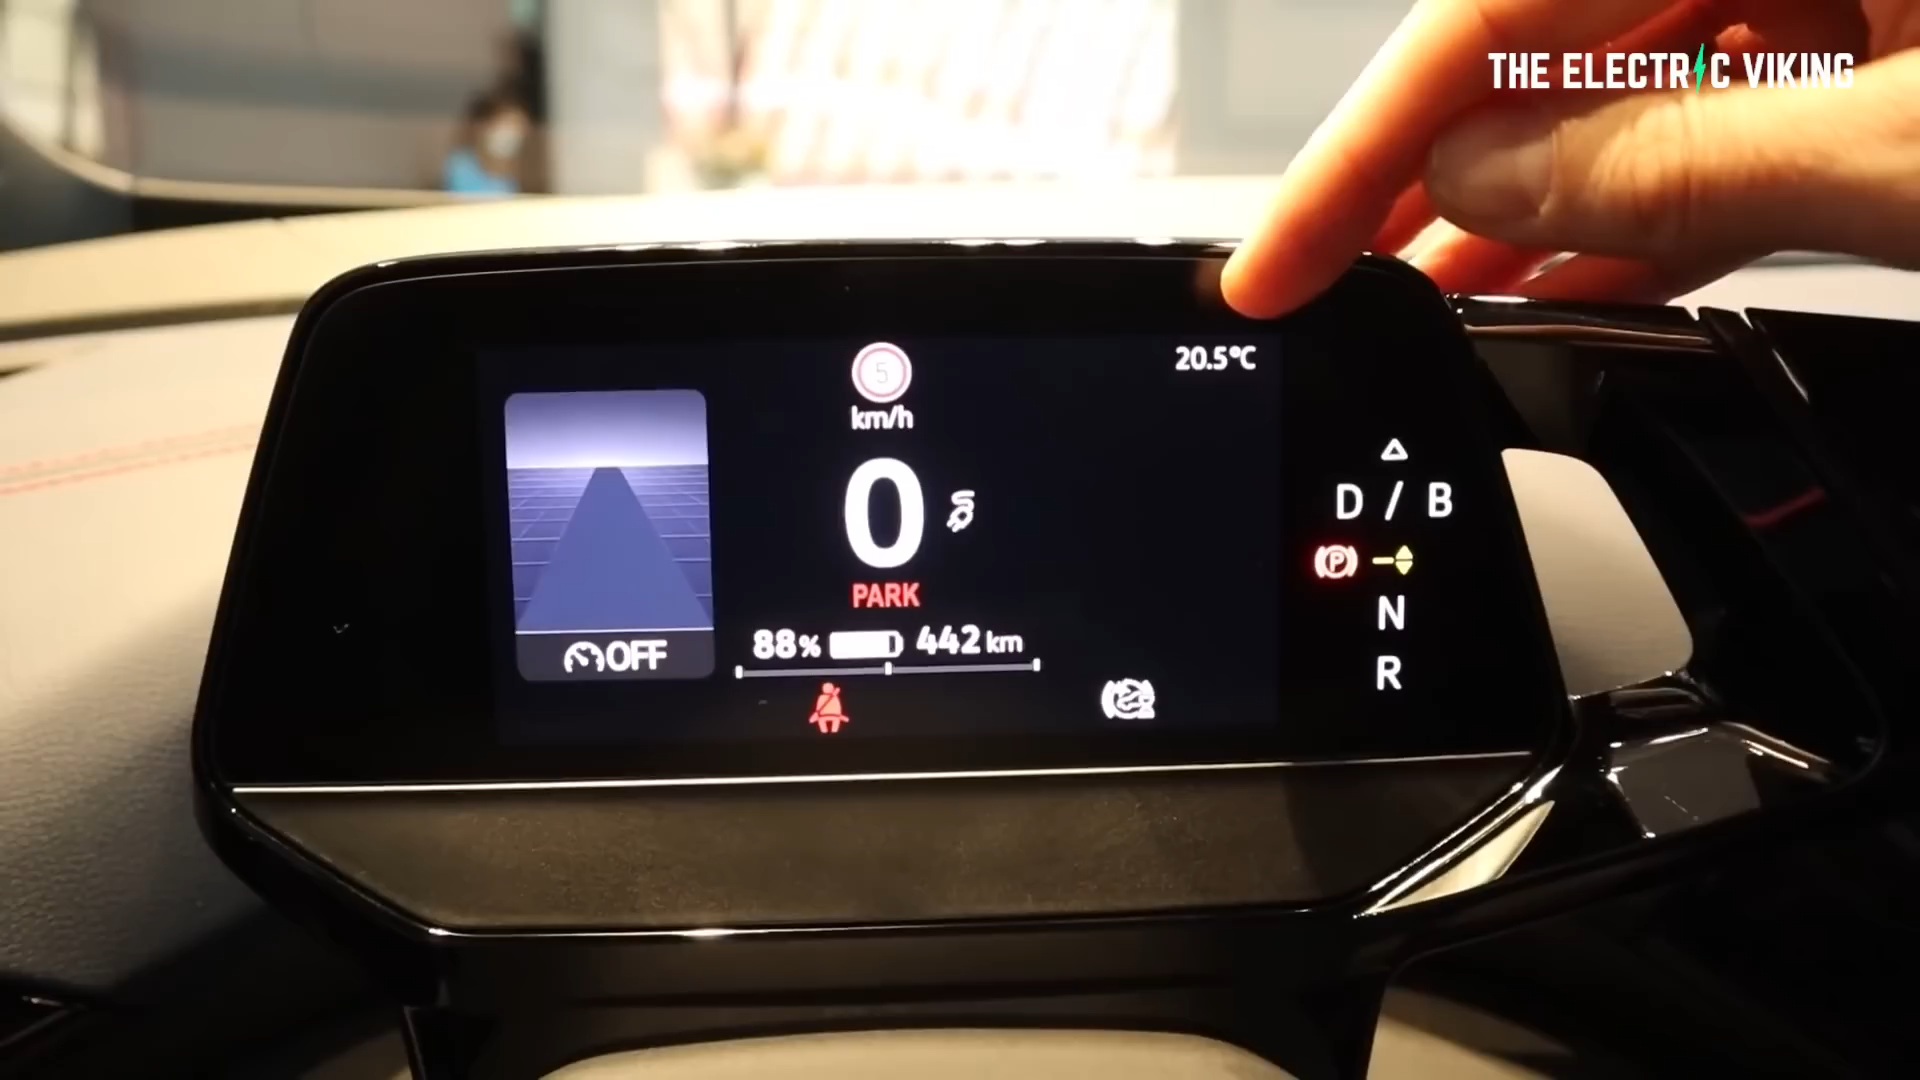 THE ELECTRIC VIKING
20.5°C
5
km/h
0
D / B
P
PARK
N
88% 442 km
OFF
R